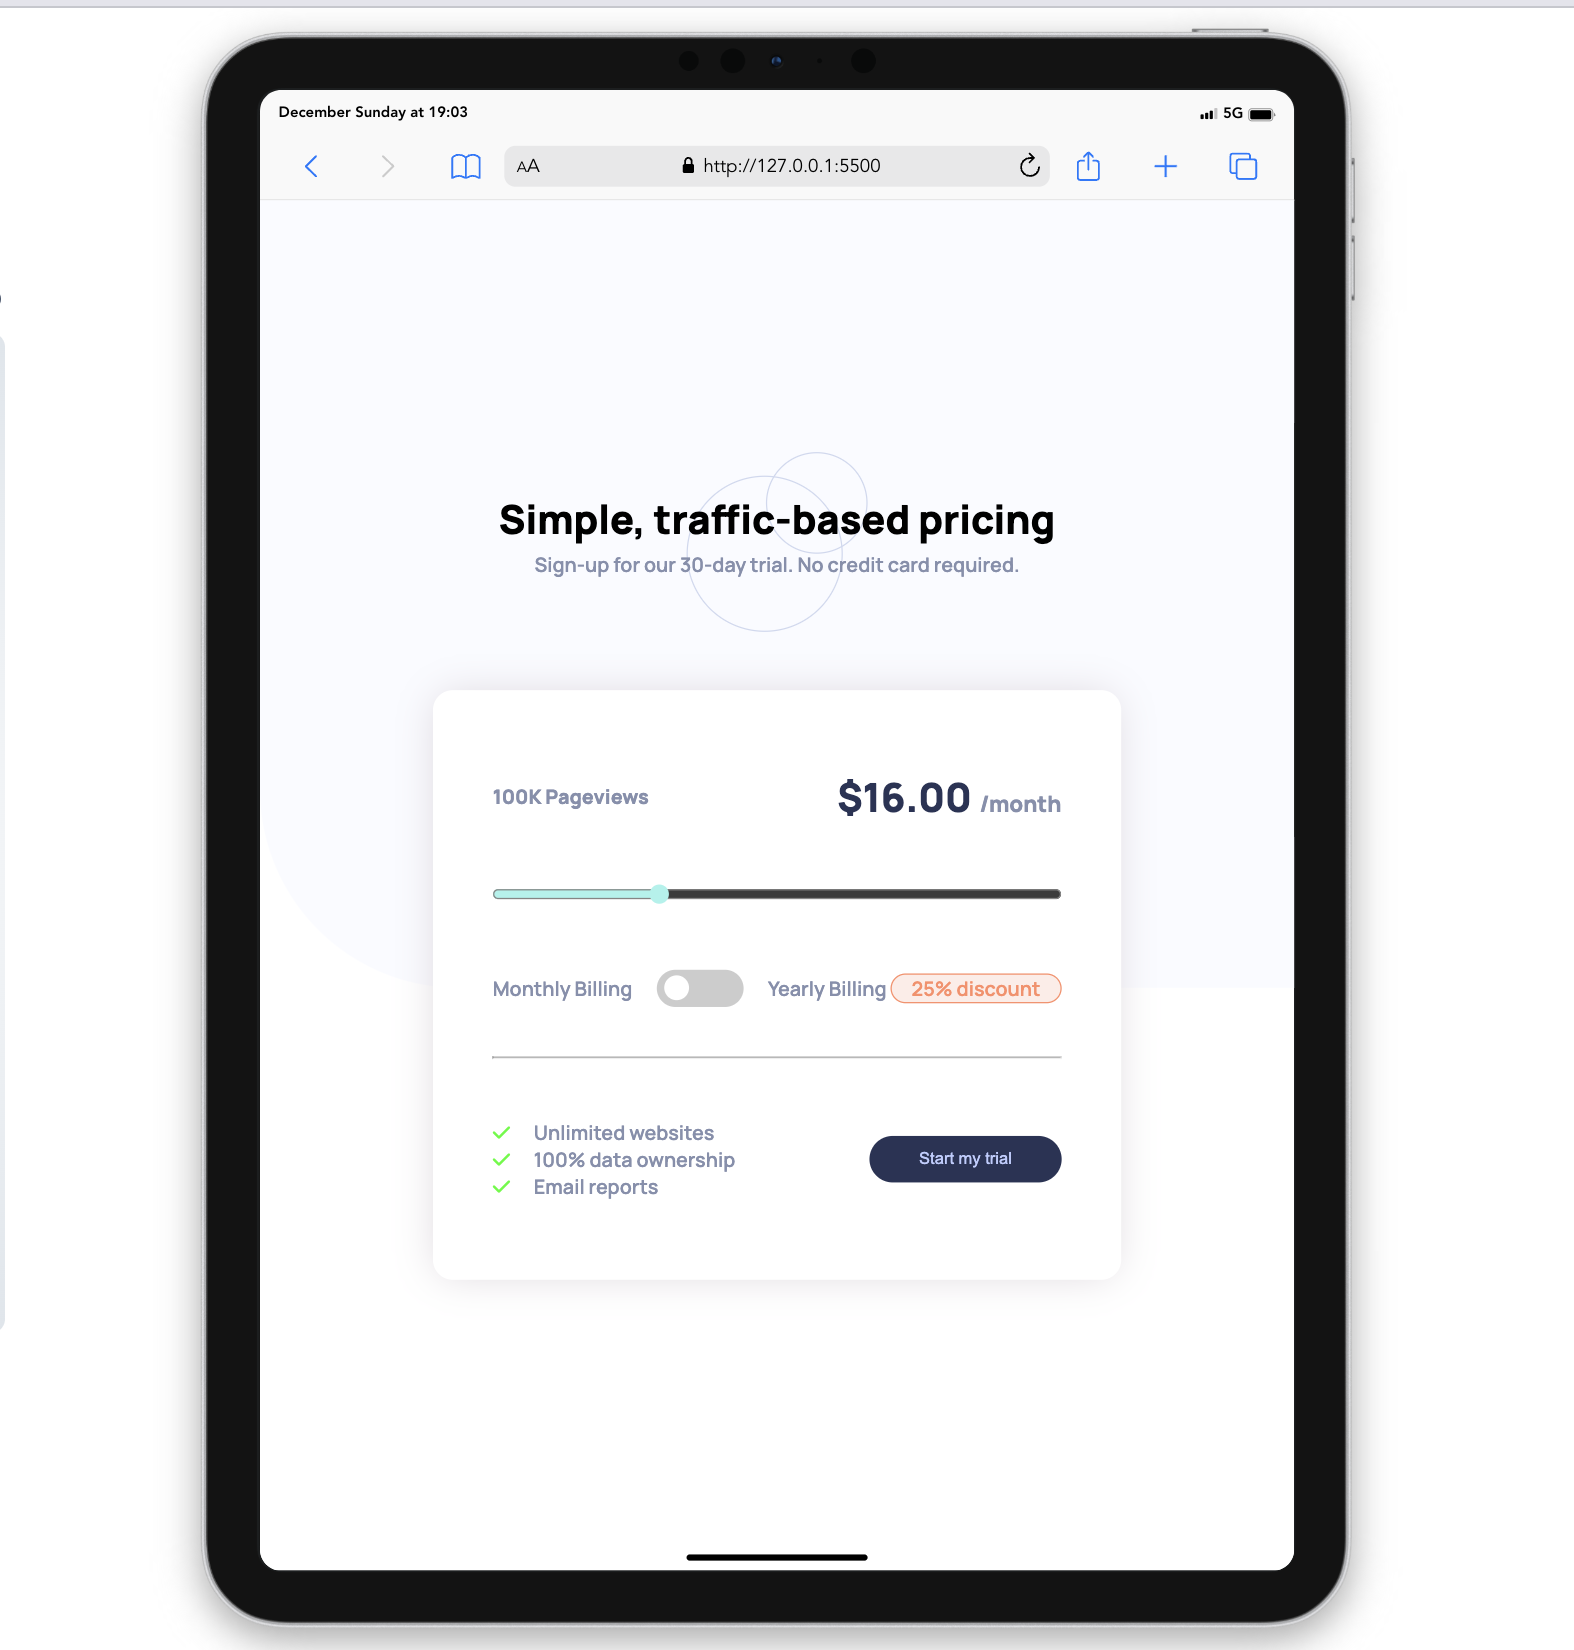 December Sunday at 19:03
5G
AA
http://127.0.0.1:5500
Simple, traffic-based pricing
Sign-up for our 30-day trial. No credit card required.
100K Pageviews
$16.00 /month
Monthly Billing
Yearly Billing
25% discount
Unlimited websites
100% data ownership
Email reports
Start my trial